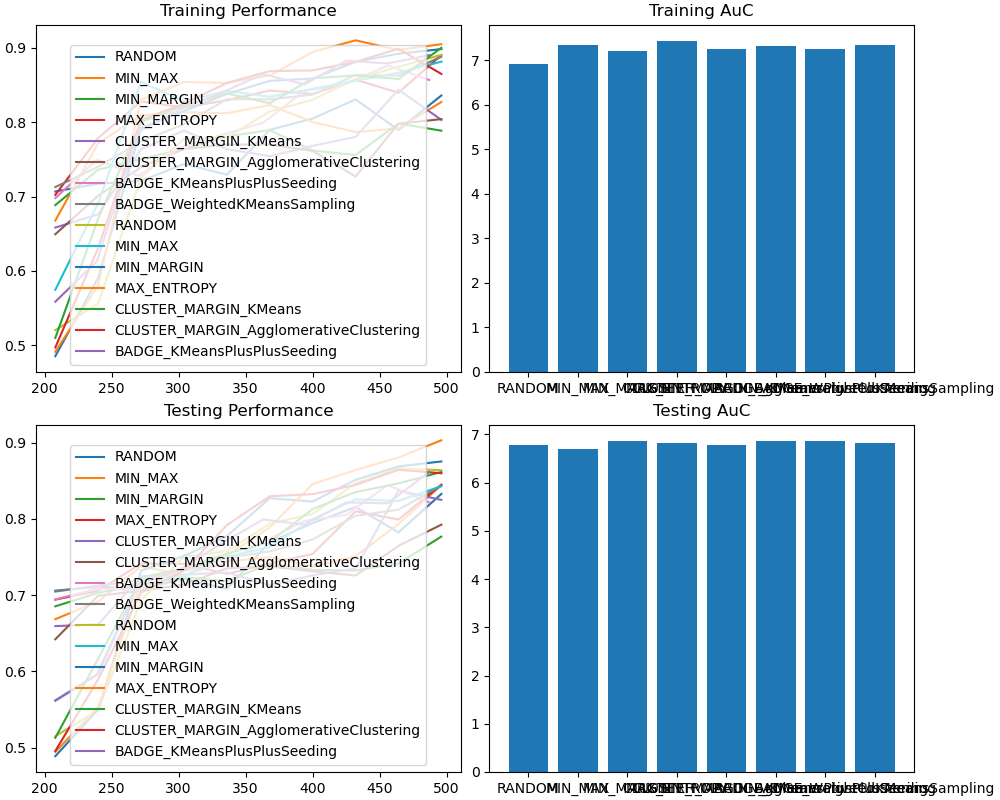 Training Performance
Training AuC
0.9
0.8
0.7
0.6
0.5
RANDOM
MIN_MAX
MIN_MARGIN
MAX_ENTROPY
CLUSTER_MARGIN_KMeans
CLUSTER_MARGIN_AgglomerativeClustering
BADGE_KMeansPlusPlusSeeding
BADGE_WeightedKMeansSampling
RANDOM
MIN_MAX
MIN_MARGIN
MAX_ENTROPY
CLUSTER_MARGIN_KMeans
CLUSTER_MARGIN_AgglomerativeClustering
BADGE_KMeansPlusPlusSeeding
200 250 300 350 400 450 500
7
6
5
4
3
2
1
0
RANDOM MIN_MAX
Testing Performance
Testing AuC
0.9
0.8
0.7
0.6
0.5
RANDOM
MIN_MAX
MIN_MARGIN
MAX_ENTROPY
CLUSTER_MARGIN_KMeans
CLUSTER_MARGIN_AgglomerativeClustering
BADGE_KMeansPlusPlusSeeding
BADGE_WeightedKMeansSampling
RANDOM
MIN_MAX
MIN_MARGIN
MAX_ENTROPY
CLUSTER_MARGIN_KMeans
CLUSTER_MARGIN_AgglomerativeClustering
BADGE_KMeansPlusPlusSeeding
200 250 300 350 400 450 500
7
6
5
4
3
2
1
0
RANDOM MIN_MAX